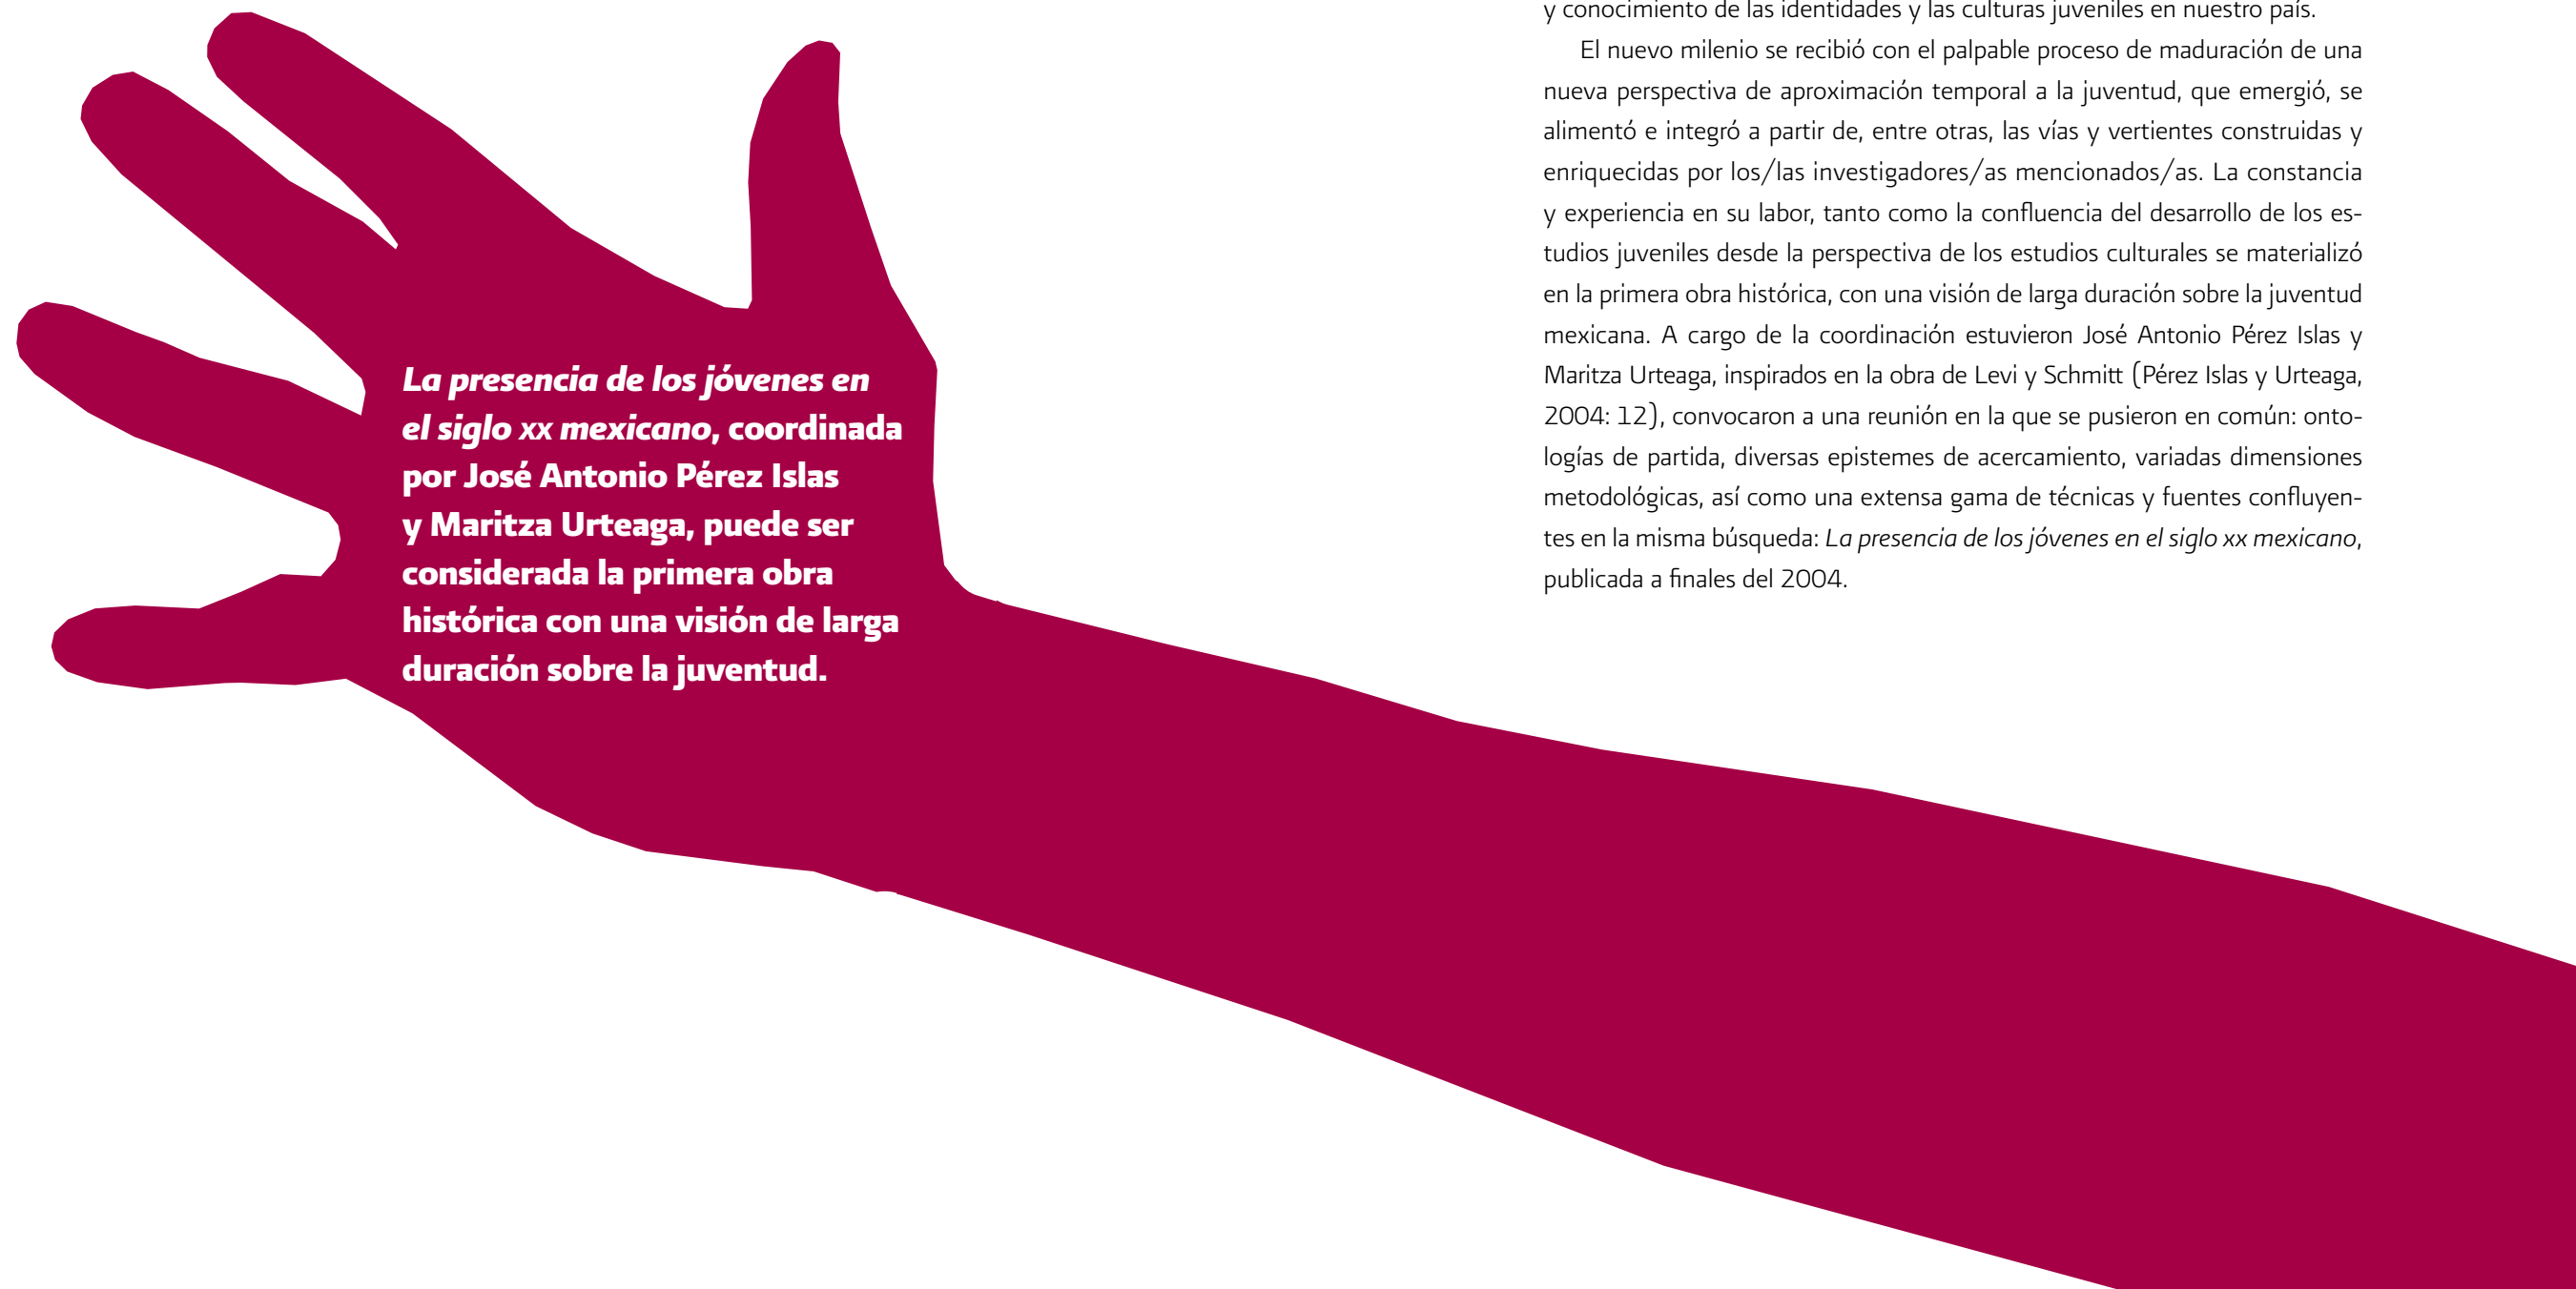 La presencia de los jóvenes en
el siglo xx mexicano, coordinada
por José Antonio Pérez Islas
y Maritza Urteaga, puede ser
considerada la primera obra
histórica con una visión de larga
duración sobre la juventud.
y conocimiento de las identidades y las culturas juveniles en nuestro país.
El nuevo milenio se recibió con el palpable proceso de maduración de una
nueva perspectiva de aproximación temporal a la juventud, que emergió, se
alimentó e integró a partir de, entre otras, las vías y vertientes construidas y
enriquecidas por los/las investigadores/as mencionados/as. La constancia
y experiencia en su labor, tanto como la confluencia del desarrollo de los es-
tudios juveniles desde la perspectiva de los estudios culturales se materializó
en la primera obra histórica, con una visión de larga duración sobre la juventud
mexicana. A cargo de la coordinación estuvieron José Antonio Pérez Islas y
Maritza Urteaga, inspirados en la obra de Levi y Schmitt (Pérez Islas y Urteaga,
2004: 12), convocaron a una reunión en la que se pusieron en común: onto-
logías de partida, diversas epistemes de acercamiento, variadas dimensiones
metodológicas, así como una extensa gama de técnicas y fuentes confluyen-
tes en la misma búsqueda: La presencia de los jóvenes en el siglo xx mexicano,
publicada a finales del 2004.